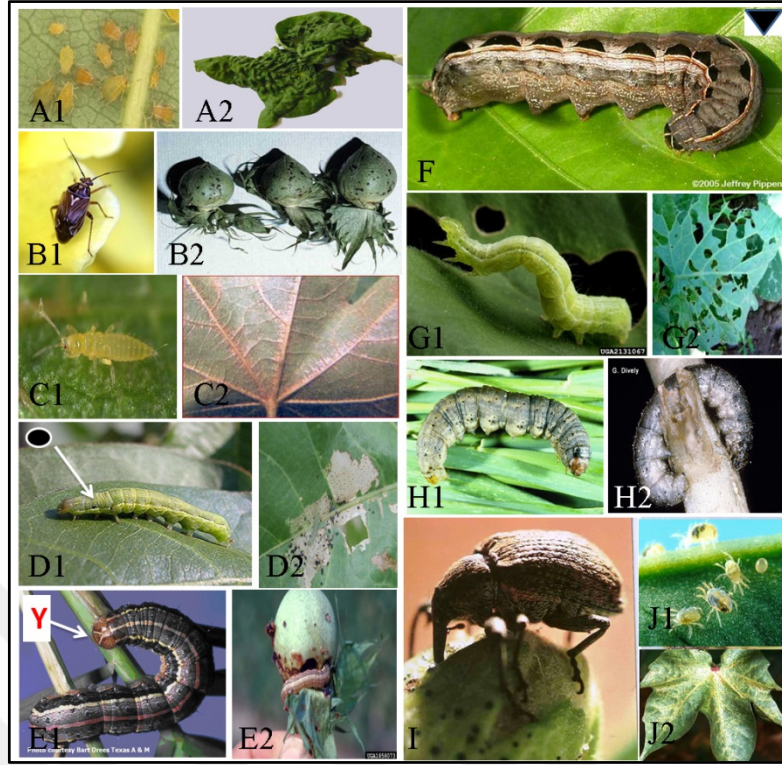 A1
A2
B1
B2
C1
C2
D1
D2
Y
E1
Photo courtesy Bart Drees Texas A & M
E2
UGA1858073
F
©2005 Jeffrey Pippen
G1
UGA2131067
G2
H1
G. Dively
H2
I
J1
J2